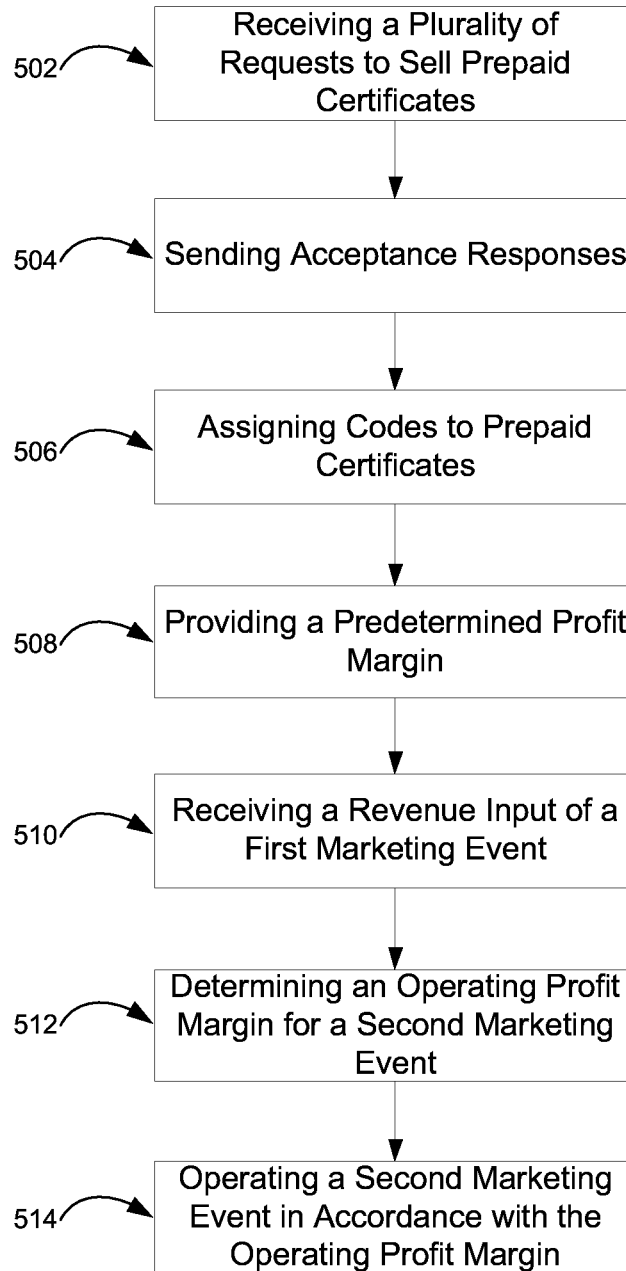 Receiving a Plurality of
502
Requests to Sell Prepaid
Certificates
504
Sending Acceptance Responses
Assigning Codes to Prepaid
506
Certificates
Providing a Predetermined Profit
508
Margin
Receiving a Revenue Input of a
510
First Marketing Event
Determining an Operating Profit
512
Margin for a Second Marketing
Event
Operating a Second Marketing
514
Event in Accordance with the
Operating Profit Margin